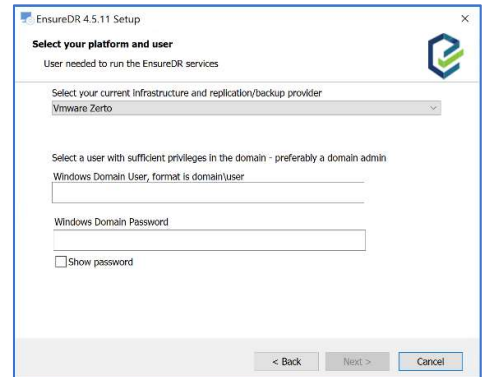 EnsureDR 4.5.11 Setup
Select your platform and user
User needed to run the EnsureDR services
Select your current infrastructure and replication/backup provider
Vmware Zerto
Select a user with sufficient privileges in the domain - preferably a domain admin
Windows Domain User, format is domain\user
Windows Domain Password
Show password
< Back Next > Cancel